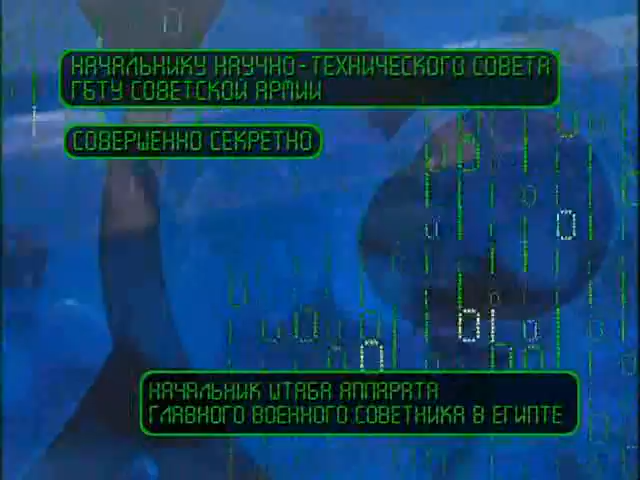 НАЧАЛЬНИКУ НАУЧНО-ТЕХНИЧЕСКОГО СОВЕТА
ГБТУ СОВЕТСКОЙ АРМИИ
СОВЕРШЕННО СЕКРЕТНО
НАЧАЛЬНИК ШТАБА АППАРАТА
ГЛАВНОГО ВОЕННОГО СОВЕТНИКА В ЕГИПТЕ